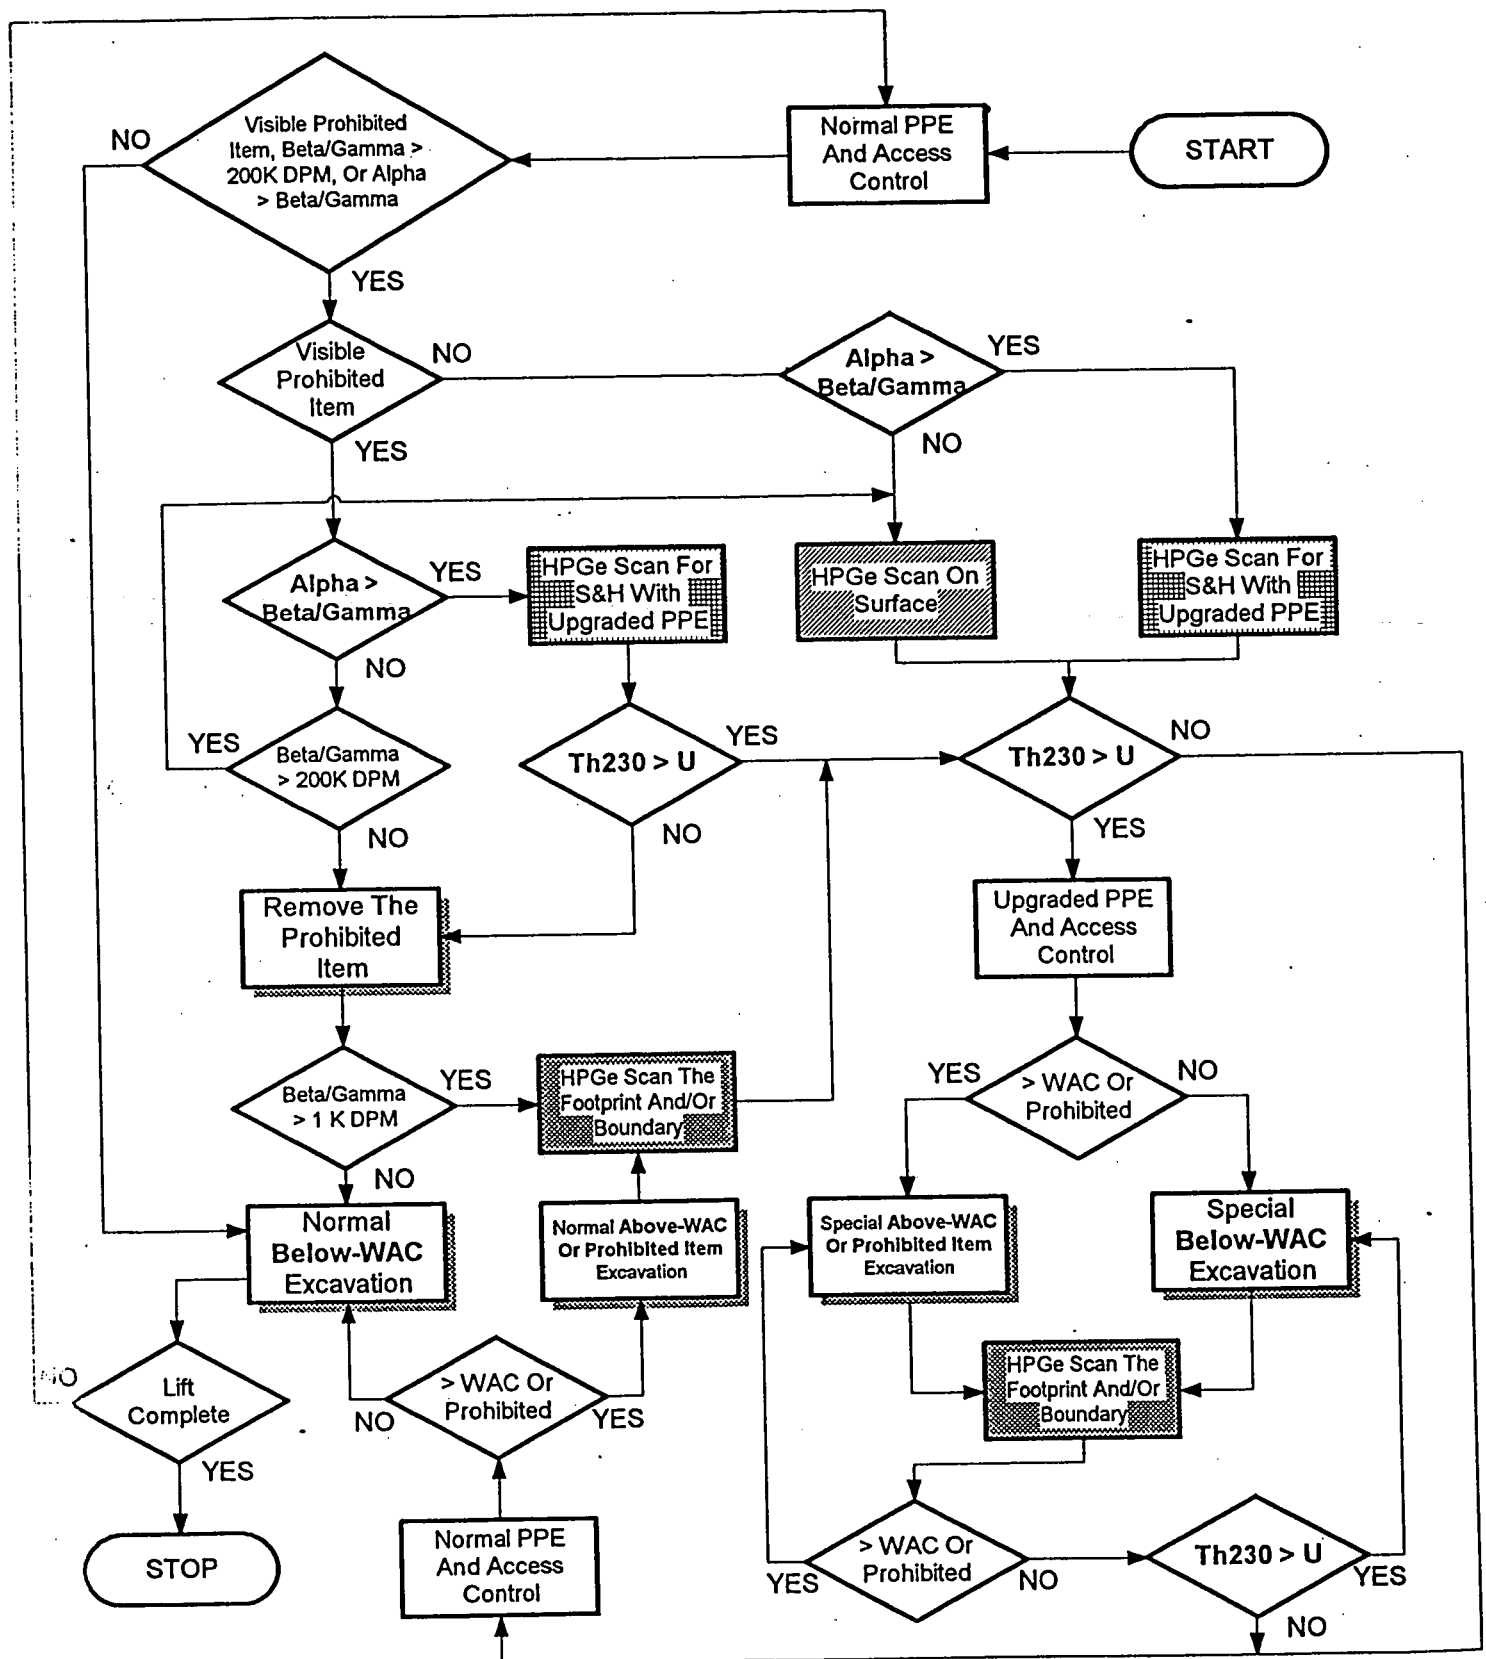 NO
Visible Prohibited
Item, Beta/Gamma >
200K DPM, Or Alpha
> Beta/Gamma
Normal PPE
And Access
Control
START
YES
Visible
Prohibited
Item
NO
Alpha >
Beta/Gamma
YES
YES
NO
Alpha >
Beta/Gamma
YES
HPGe Scan For
S&H With
Upgraded PPE
HPGe Scan On
Surface
HPGe Scan For
S&H With
Upgraded PPE
NO
YES
Beta/Gamma
> 200K DPM
Th230 > U
YES
Th230 > U
NO
NO
NO
YES
Remove The
Prohibited
Item
Upgraded PPE
And Access
Control
Beta/Gamma
> 1 K DPM
YES
HPGe Scan The
Footprint And/Or
Boundary
YES
> WAC Or
Prohibited
NO
NO
Normal
Below-WAC
Excavation
Normal Above-WAC
Or Prohibited Item
Excavation
Special Above-WAC
Or Prohibited Item
Excavation
Special
Below-WAC
Excavation
NO
Lift
Complete
> WAC Or
Prohibited
NO
YES
HPGe Scan The
Footprint And/Or
Boundary
YES
STOP
Normal PPE
And Access
Control
YES
> WAC Or
Prohibited
NO
Th230 > U
YES
NO